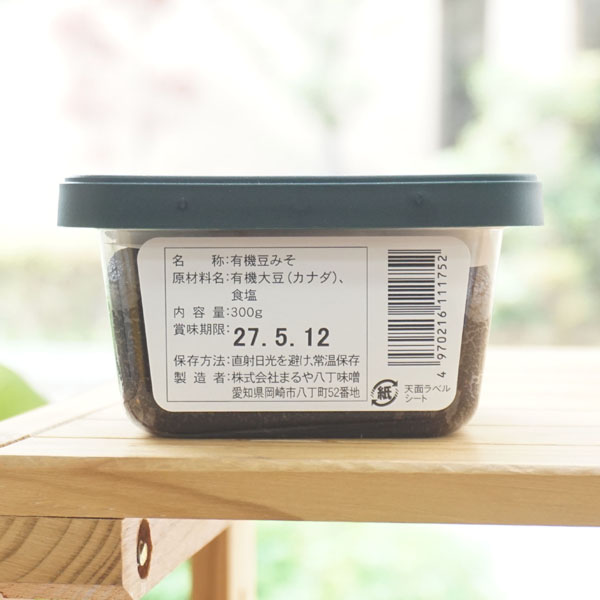 名　　称:有機豆みそ
原材料名:有機大豆(カナダ)、
食塩
内 容 量:300g
賞味期限:27.5.12
保存方法:直射日光を避け、常温保存
製 造 者:株式会社まるや八丁味噌
愛知県岡崎市八丁町52番地
4 970216 111752
紙
天面ラベル
シート